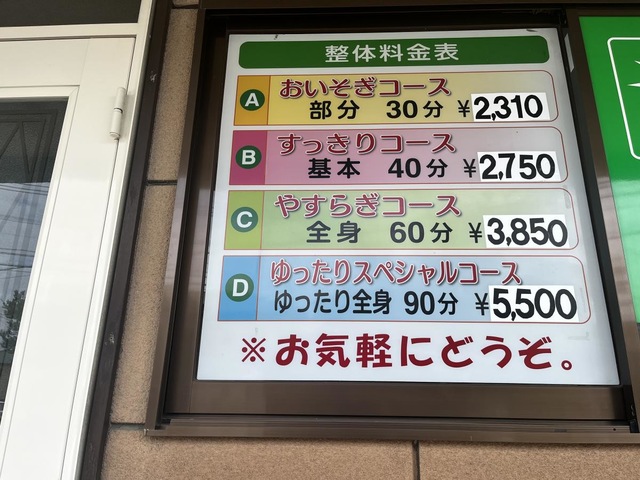 整体料金表
A おいそぎコース
部分 30分 ¥2,310
B すっきりコース
基本 40分 ¥2,750
C やすらぎコース
全身 60分 ¥3,850
D ゆったりスペシャルコース
ゆったり全身 90分 ¥5,500
※お気軽にどうぞ。